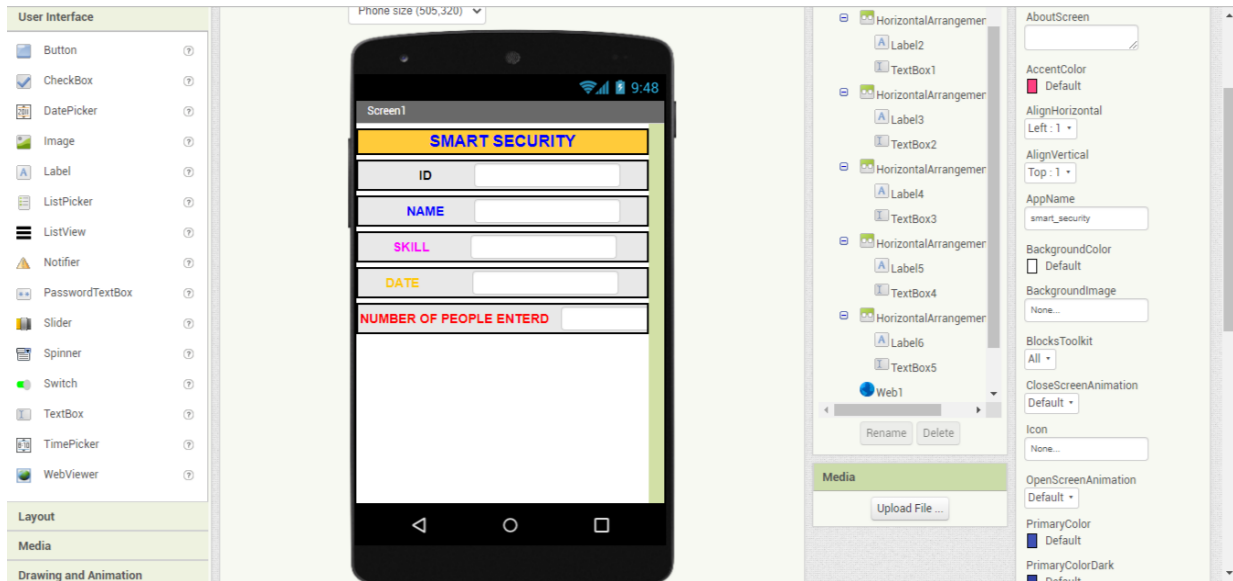 User Interface
Button
CheckBox
DatePicker
Image
Label
ListPicker
ListView
Notifier
PasswordTextBox
Slider
Spinner
Switch
TextBox
TimePicker
WebViewer
Layout
Media
Drawing and Animation
Phone size (505,320)
9:48
Screen1
SMART SECURITY
ID
NAME
SKILL
DATE
NUMBER OF PEOPLE ENTERD
HorizontalArrangemer
Label2
TextBox1
HorizontalArrangemer
Label3
TextBox2
HorizontalArrangemer
Label4
TextBox3
HorizontalArrangemer
Label5
TextBox4
HorizontalArrangemer
Label6
TextBox5
Web1
Rename Delete
Media
Upload File ...
AboutScreen
AccentColor
Default
AlignHorizontal
Left : 1
AlignVertical
Top : 1
AppName
smart_security
BackgroundColor
Default
BackgroundImage
None...
BlocksToolkit
All
CloseScreenAnimation
Default
Icon
None...
OpenScreenAnimation
Default
PrimaryColor
Default
PrimaryColorDark
Default